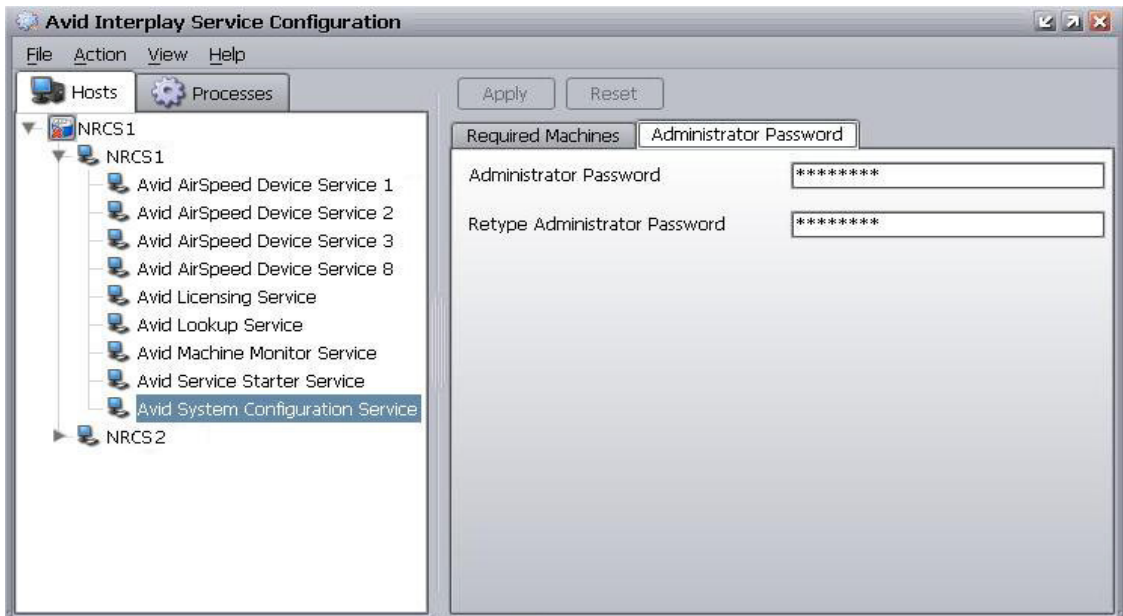 Avid Interplay Service Configuration
File Action View Help
Hosts Processes
Apply Reset
NRCS1
NRCS1
Avid AirSpeed Device Service 1
Avid AirSpeed Device Service 2
Avid AirSpeed Device Service 3
Avid AirSpeed Device Service 8
Avid Licensing Service
Avid Lookup Service
Avid Machine Monitor Service
Avid Service Starter Service
Avid System Configuration Service
NRCS2
Required Machines Administrator Password
Administrator Password ********
Retype Administrator Password ********